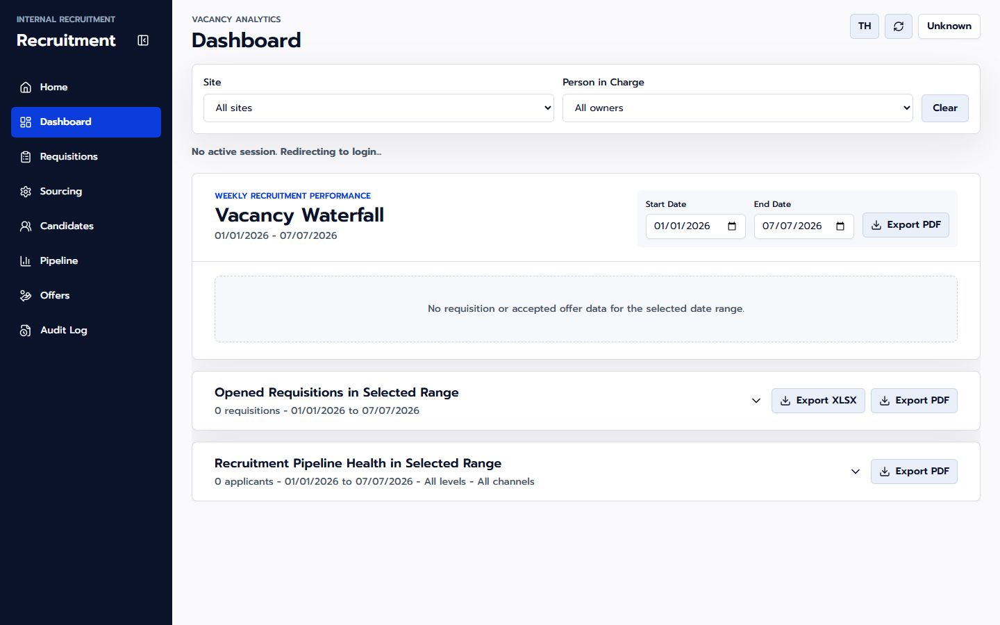 INTERNAL RECRUITMENT
Recruitment
Home
Dashboard
Requisitions
Sourcing
Candidates
Pipeline
Offers
Audit Log
VACANCY ANALYTICS
Dashboard
TH
Unknown
Site
All sites
Person in Charge
All owners
Clear
No active session. Redirecting to login...
WEEKLY RECRUITMENT PERFORMANCE
Vacancy Waterfall
01/01/2026 - 07/07/2026
Start Date
01/01/2026
End Date
07/07/2026
Export PDF
No requisition or accepted offer data for the selected date range.
Opened Requisitions in Selected Range
0 requisitions - 01/01/2026 to 07/07/2026
Export XLSX
Export PDF
Recruitment Pipeline Health in Selected Range
0 applicants - 01/01/2026 to 07/07/2026 - All levels - All channels
Export PDF